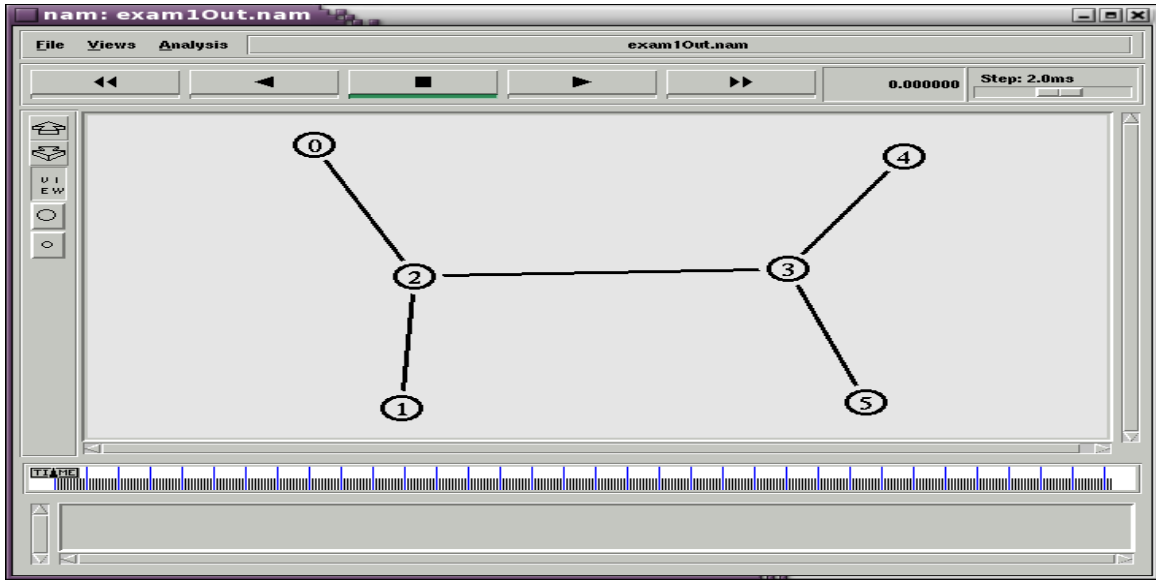 nam: exam1Out.nam
File Views Analysis exam1Out.nam
0.000000 Step: 2.0ms
V I
E W
0
4
2
3
1
5
TIME